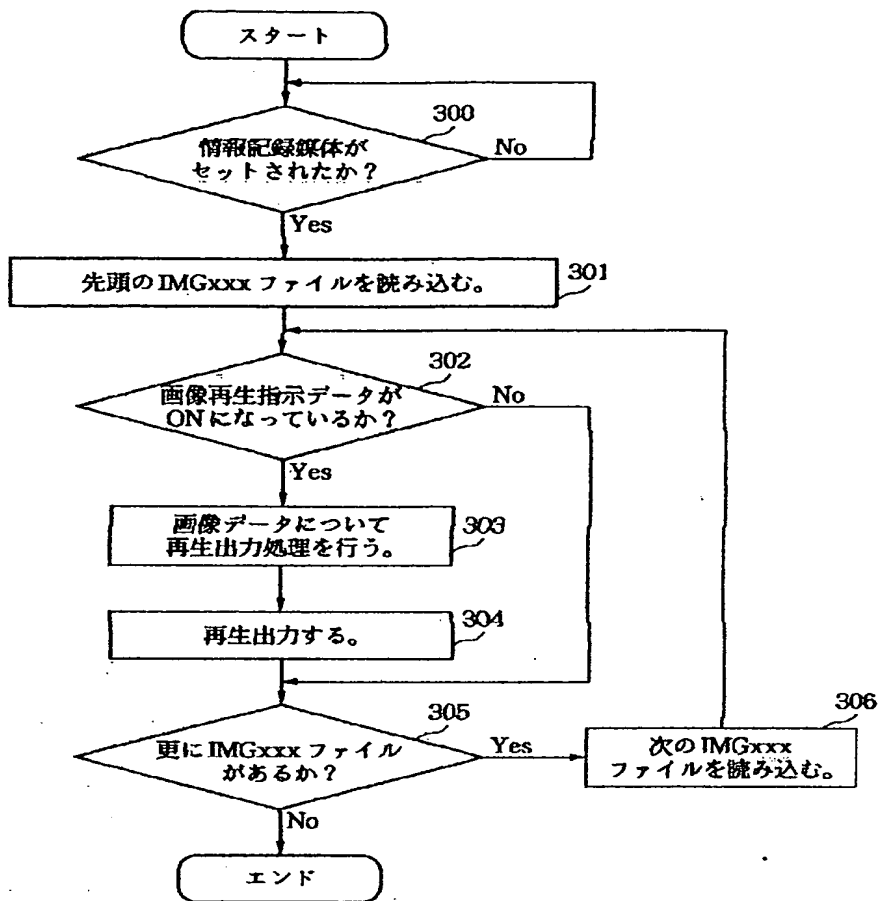 スタート
300
情報記録媒体が
セットされたか？
No
Yes
先頭のIMGxxx ファイルを読み込む。
301
302
画像再生指示データが
ONになっているか？
No
Yes
画像データについて
再生出力処理を行う。
303
再生出力する。
304
305
更にIMGxxx ファイル
があるか？
Yes
306
次のIMGxxx
ファイルを読み込む。
No
エンド